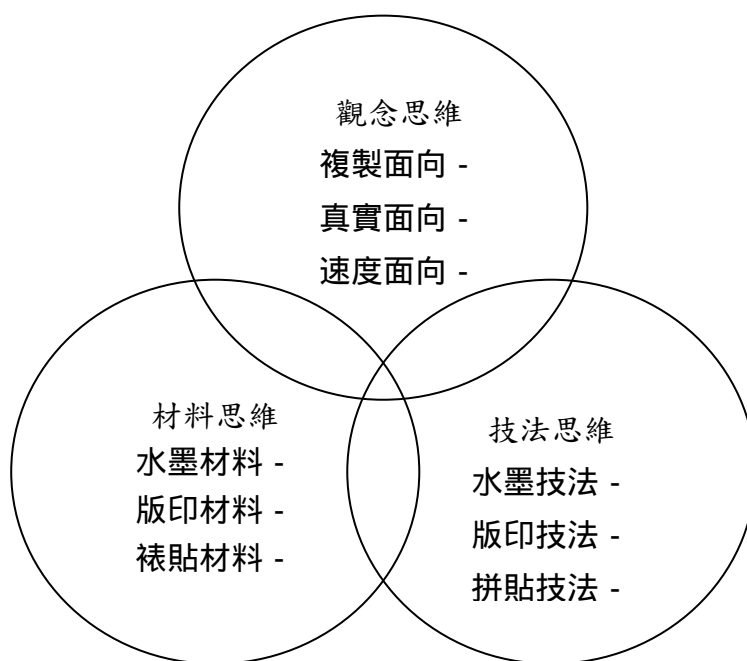 觀念思維
複製面向 -
真實面向 -
速度面向 -
材料思維
水墨材料 -
版印材料 -
裱貼材料 -
技法思維
水墨技法 -
版印技法 -
拼貼技法 -